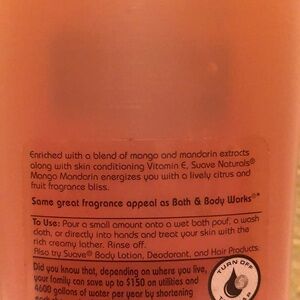 Enriched with a blend of mango and mandarin extracts
along with skin conditioning Vitamin E, Suave Naturals®
Mango Mandarin energizes you with a lively citrus and
fruit fragrance bliss.
Same great fragrance appeal as Bath & Body Works®*
To Use: Pour a small amount onto a wet bath pouf, a wash
cloth, or directly into hands and treat your skin with the
rich creamy lather. Rinse off.
Also try Suave® Body Lotion, Deodorant, and Hair Products.
Did you know that, depending on where you live,
your family can save up to $150 on utilities and
4600 gallons of water per year by shortening
TURN OFF